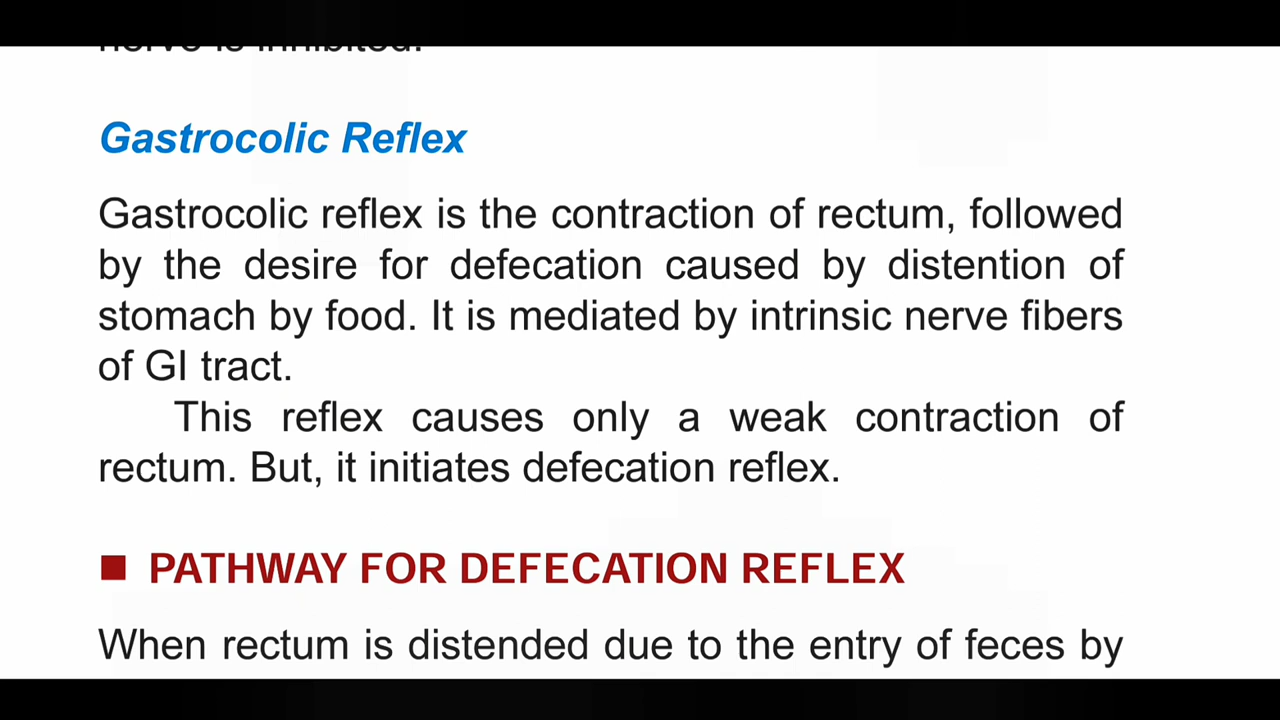 nerve is inhibited.
Gastrocolic Reflex
Gastrocolic reflex is the contraction of rectum, followed
by the desire for defecation caused by distention of
stomach by food. It is mediated by intrinsic nerve fibers
of GI tract.
This reflex causes only a weak contraction of
rectum. But, it initiates defecation reflex.
■ PATHWAY FOR DEFECATION REFLEX
When rectum is distended due to the entry of feces by